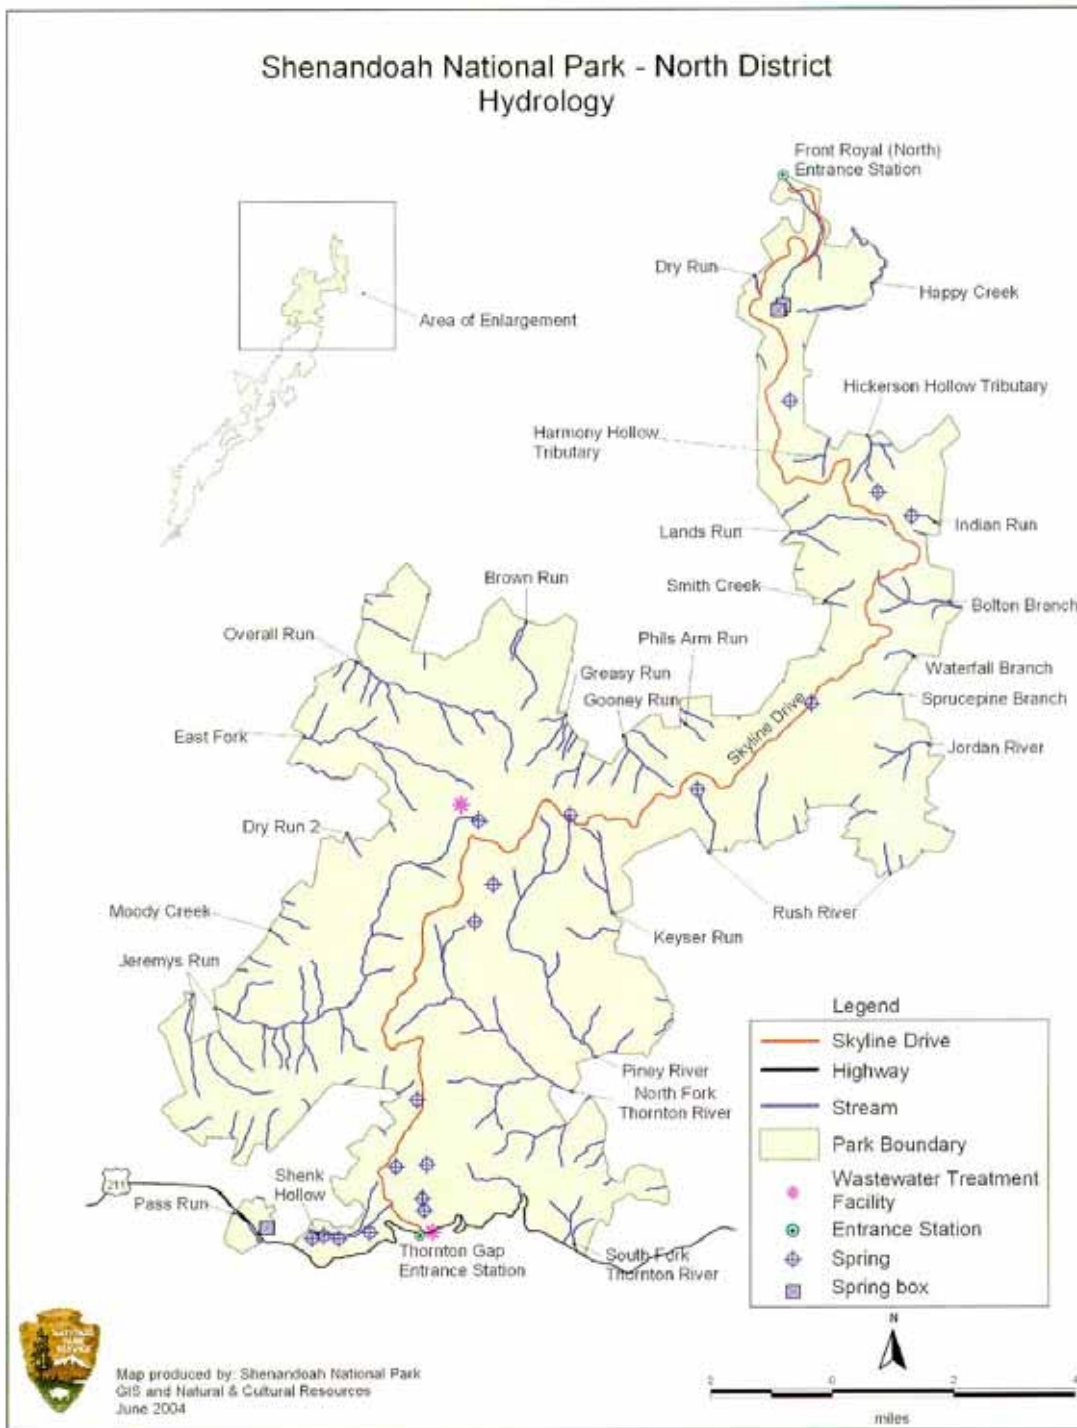 Shenandoah National Park - North District
Hydrology
Front Royal (North)
Entrance Station
Dry Run
Happy Creek
Area of Enlargement
Hickerson Hollow Tributary
Harmony Hollow
Tributary
Lands Run
Indian Run
Brown Run
Smith Creek
Bolton Branch
Overall Run
Phils Arm Run
Greasy Run
Waterfall Branch
Gooney Run
Sprucepine Branch
Skyline Drive
East Fork
Jordan River
Dry Run 2
Moody Creek
Rush River
Keyser Run
Jeremys Run
Piney River
North Fork
Thornton River
Shenk
Hollow
211
Pass Run
Thornton Gap
Entrance Station
South Fork
Thornton River
Legend
Skyline Drive
Highway
Stream
Park Boundary
Wastewater Treatment
Facility
Entrance Station
Spring
Spring box
N
2 0 2 4
miles
NATIONAL
PARK
SERVICE
Map produced by: Shenandoah National Park
GIS and Natural & Cultural Resources
June 2004